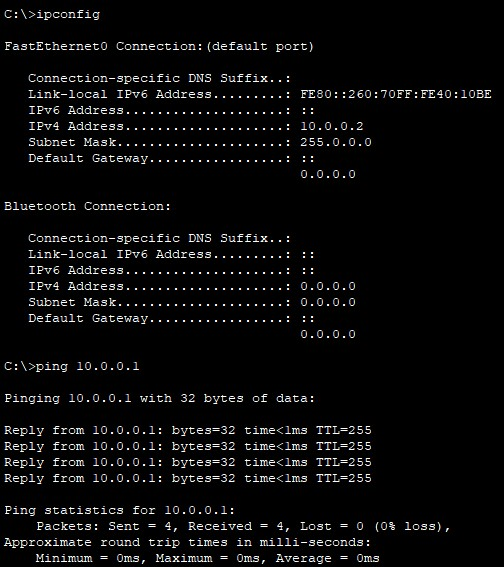 C:\>ipconfig
FastEthernet0 Connection:(default port)
Connection-specific DNS Suffix..:
Link-local IPv6 Address.........: FE80::260:70FF:FE40:10BE
IPv6 Address....................: ::
IPv4 Address....................: 10.0.0.2
Subnet Mask.....................: 255.0.0.0
Default Gateway.................: ::
0.0.0.0
Bluetooth Connection:
Connection-specific DNS Suffix..:
Link-local IPv6 Address.........: ::
IPv6 Address....................: ::
IPv4 Address....................: 0.0.0.0
Subnet Mask.....................: 0.0.0.0
Default Gateway.................: ::
0.0.0.0
C:\>ping 10.0.0.1
Pinging 10.0.0.1 with 32 bytes of data:
Reply from 10.0.0.1: bytes=32 time<1ms TTL=255
Reply from 10.0.0.1: bytes=32 time<1ms TTL=255
Reply from 10.0.0.1: bytes=32 time<1ms TTL=255
Reply from 10.0.0.1: bytes=32 time<1ms TTL=255
Ping statistics for 10.0.0.1:
Packets: Sent = 4, Received = 4, Lost = 0 (0% loss),
Approximate round trip times in milli-seconds:
Minimum = 0ms, Maximum = 0ms, Average = 0ms